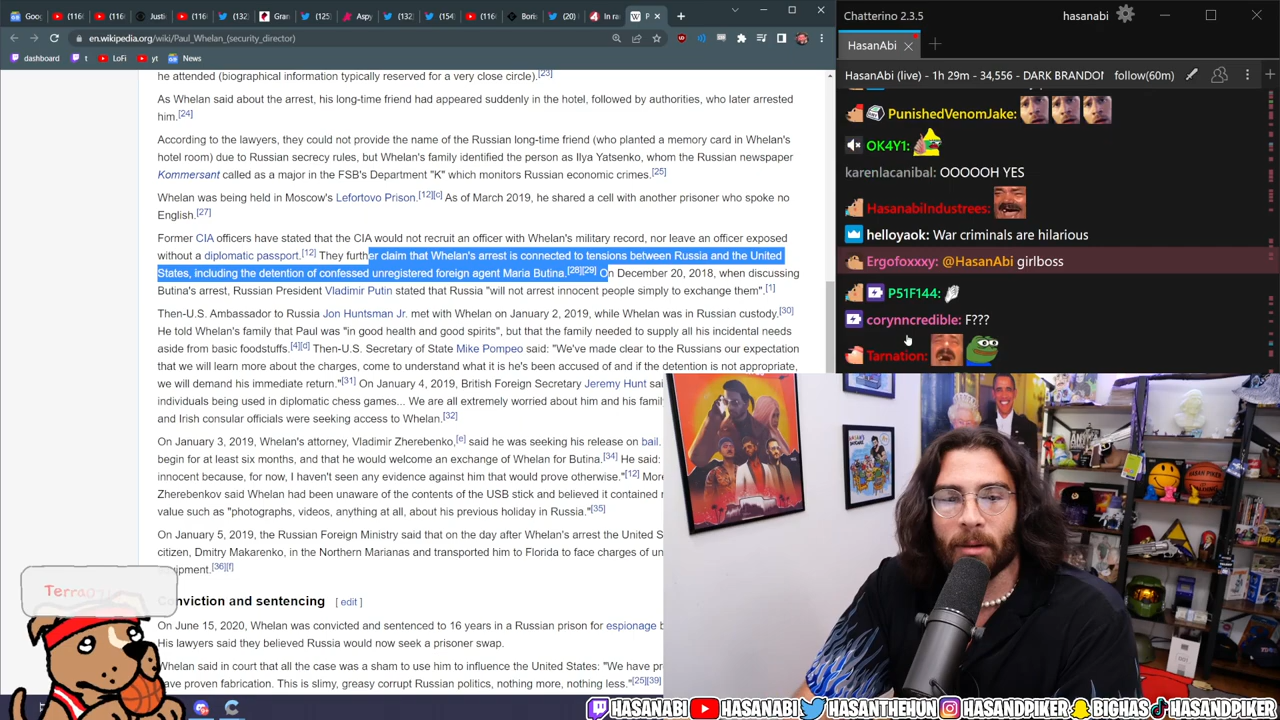 Goo
(116
(116
Justi
(116
(132
Gran
(125
Asp
(132
(154
(116
Boris
(20)
In ra
P
en.wikipedia.org/wiki/Paul_Whelan_(security_director)
dashboard
t
LoFi
yt
News
he attended (biographical information typically reserved for a very close circle).[23]
As Whelan said about the arrest, his long-time friend had appeared suddenly in the hotel, followed by authorities, who later arrested
him.[24]
According to the lawyers, they could not provide the name of the Russian long-time friend (who planted a memory card in Whelan's
hotel room) due to Russian secrecy rules, but Whelan's family identified the person as Ilya Yatsenko, whom the Russian newspaper
Kommersant called as a major in the FSB's Department "K" which monitors Russian economic crimes.[25]
Whelan was being held in Moscow's Lefortovo Prison.[12][c] As of March 2019, he shared a cell with another prisoner who spoke no
English.[27]
Former CIA officers have stated that the CIA would not recruit an officer with Whelan's military record, nor leave an officer exposed
without a diplomatic passport.[12] They further claim that Whelan's arrest is connected to tensions between Russia and the United
States, including the detention of confessed unregistered foreign agent Maria Butina.[28][29] On December 20, 2018, when discussing
Butina's arrest, Russian President Vladimir Putin stated that Russia "will not arrest innocent people simply to exchange them".[1]
Then-U.S. Ambassador to Russia Jon Huntsman Jr. met with Whelan on January 2, 2019, while Whelan was in Russian custody.[30]
He told Whelan's family that Paul was "in good health and good spirits", but that the family needed to supply all his incidental needs
aside from basic foodstuffs.[4][d] Then-U.S. Secretary of State Mike Pompeo said: "We've made clear to the Russians our expectation
that we will learn more about the charges, come to understand what it is he's been accused of and if the detention is not appropriate,
we will demand his immediate return."[31] On January 4, 2019, British Foreign Secretary Jeremy Hunt sai
individuals being used in diplomatic chess games... We are all extremely worried about him and his fami
and Irish consular officials were seeking access to Whelan.[32]
On January 3, 2019, Whelan's attorney, Vladimir Zherebenko,[e] said he was seeking his release on bail.
begin for at least six months, and that he would welcome an exchange of Whelan for Butina.[34] He said:
innocent because, for now, I haven't seen any evidence against him that would prove otherwise."[12] More
Zherebenkov said Whelan had been unaware of the contents of the USB stick and believed it contained
value such as "photographs, videos, anything at all, about his previous holiday in Russia."[35]
On January 5, 2019, the Russian Foreign Ministry said that on the day after Whelan's arrest the United S
citizen, Dmitry Makarenko, in the Northern Marianas and transported him to Florida to face charges of un
uipment.[36][f]
nviction and sentencing [ edit ]
On June 15, 2020, Whelan was convicted and sentenced to 16 years in a Russian prison for espionage b
His lawyers said they believed Russia would now seek a prisoner swap.
Whelan said in court that all the case was a sham to use him to influence the United States: "We have pr
ave proven fabrication. This is slimy, greasy corrupt Russian politics, nothing more, nothing less."[25][39]
Chatterino 2.3.5
hasanabi
HasanAbi
HasanAbi (live) - 1h 29m - 34,556 - DARK BRANDON
follow(60m)
PunishedVenomJake:
OK4Y1:
karenlacanibal: OOOOOH YES
HasanabiIndustrees:
helloyaok: War criminals are hilarious
Ergofoxxxy: @HasanAbi girlboss
P51F144:
corynncredible: F???
Tarnation:
HASANABI
HASANABI
HASANTHEHUN
HASANDPIKER
BIGHAS
HASANDPIKER